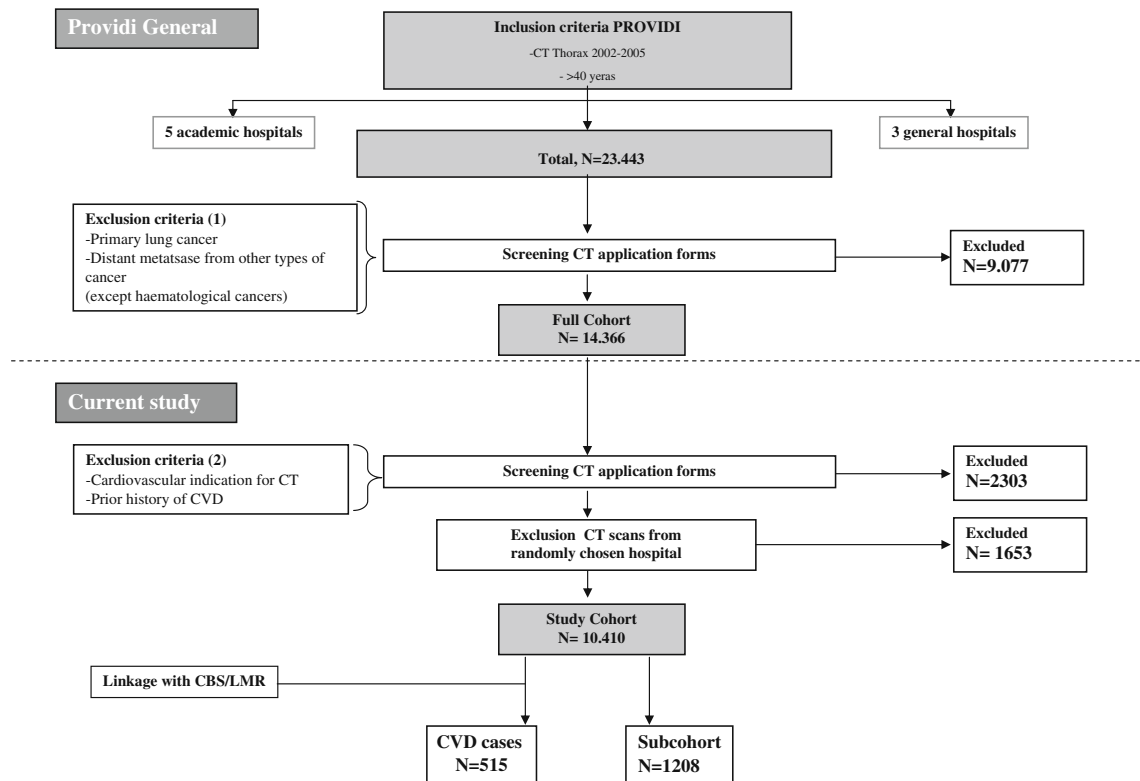 Providi General
Inclusion criteria PROVIDI
-CT Thorax 2002-2005
- >40 yeras
5 academic hospitals
3 general hospitals
Total, N=23.443
Exclusion criteria (1)
-Primary lung cancer
-Distant metatsase from other types of
cancer
(except haematological cancers)
Screening CT application forms
Excluded
N=9.077
Full Cohort
N= 14.366
Current study
Exclusion criteria (2)
-Cardiovascular indication for CT
-Prior history of CVD
Screening CT application forms
Excluded
N=2303
Exclusion CT scans from
randomly chosen hospital
Excluded
N= 1653
Study Cohort
N= 10.410
Linkage with CBS/LMR
CVD cases
N=515
Subcohort
N=1208